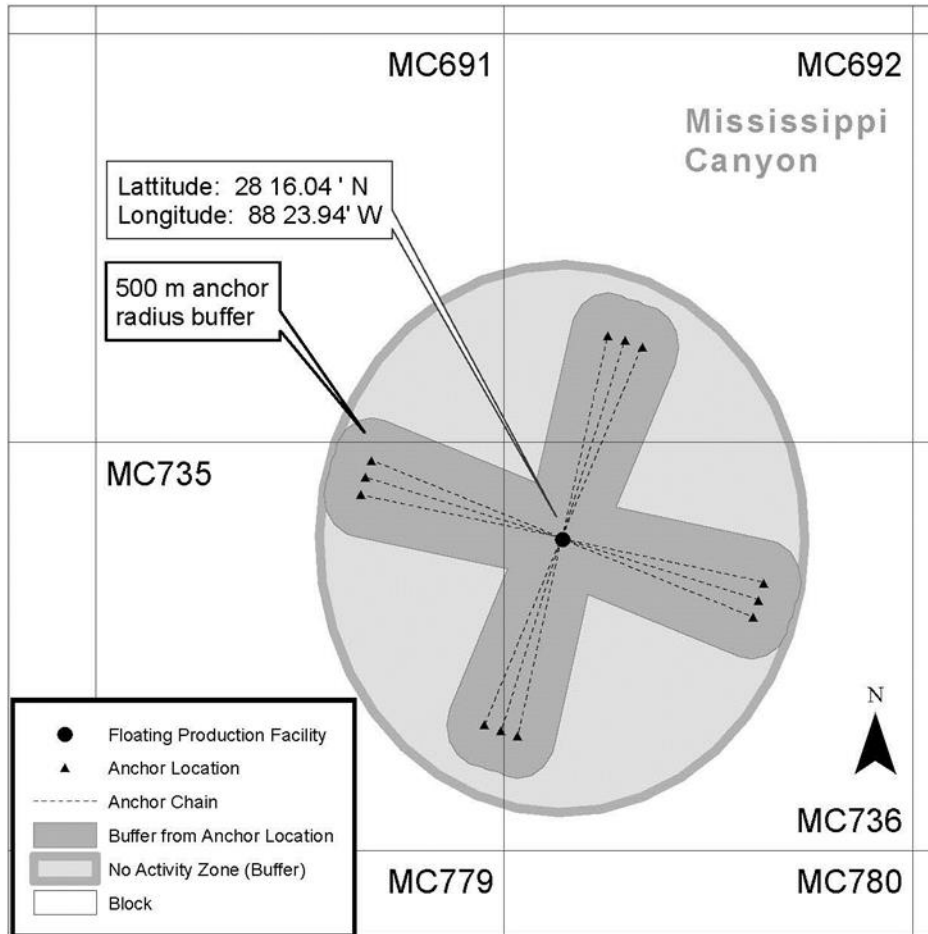 MC691
MC692
Mississippi
Canyon
Lattitude: 28 16.04 ' N
Longitude: 88 23.94' W
500 m anchor
radius buffer
MC735
N
Floating Production Facility
Anchor Location
Anchor Chain
Buffer from Anchor Location
No Activity Zone (Buffer)
Block
MC736
MC779
MC780